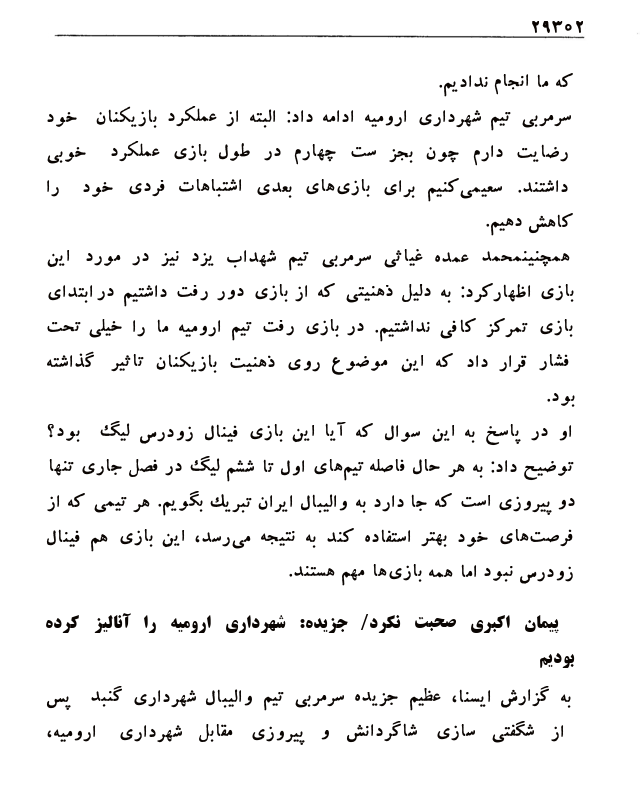 ۲۹۳۰۲
که ما انجام ندادیم.
سرمربی تیم شهرداری ارومیه ادامه داد: البته از عملکرد بازیکنان خود
رضایت دارم چون بجز ست چهارم در طول بازی عملکرد خوبی
داشتند. سعیمی‌کنیم برای بازی‌های بعدی اشتباهات فردی خود را
کاهش دهیم.
همچنینمحمد عمده غیاثی سرمربی تیم شهداب یزد نیز در مورد این
بازی اظهارکرد: به دلیل ذهنیتی که از بازی دور رفت داشتیم در ابتدای
بازی تمرکز کافی نداشتیم. در بازی رفت تیم ارومیه ما را خیلی تحت
فشار قرار داد که این موضوع روی ذهنیت بازیکنان تاثیر گذاشته
بود.
او در پاسخ به این سوال که آیا این بازی فینال زودرس لیگ بود؟
توضیح داد: به هر حال فاصله تیم‌های اول تا ششم لیگ در فصل جاری تنها
دو پیروزی است که جا دارد به والیبال ایران تبریک بگویم. هر تیمی که از
فرصت‌های خود بهتر استفاده کند به نتیجه می‌رسد، این بازی هم فینال
زودرس نبود اما همه بازی‌ها مهم هستند.
پیمان اکبری صحبت نکرد/ جزیده: شهرداری ارومیه را آنالیز کرده
بودیم
به گزارش ایسنا، عظیم جزیده سرمربی تیم والیبال شهرداری گنبد پس
از شگفتی سازی شاگردانش و پیروزی مقابل شهرداری ارومیه،